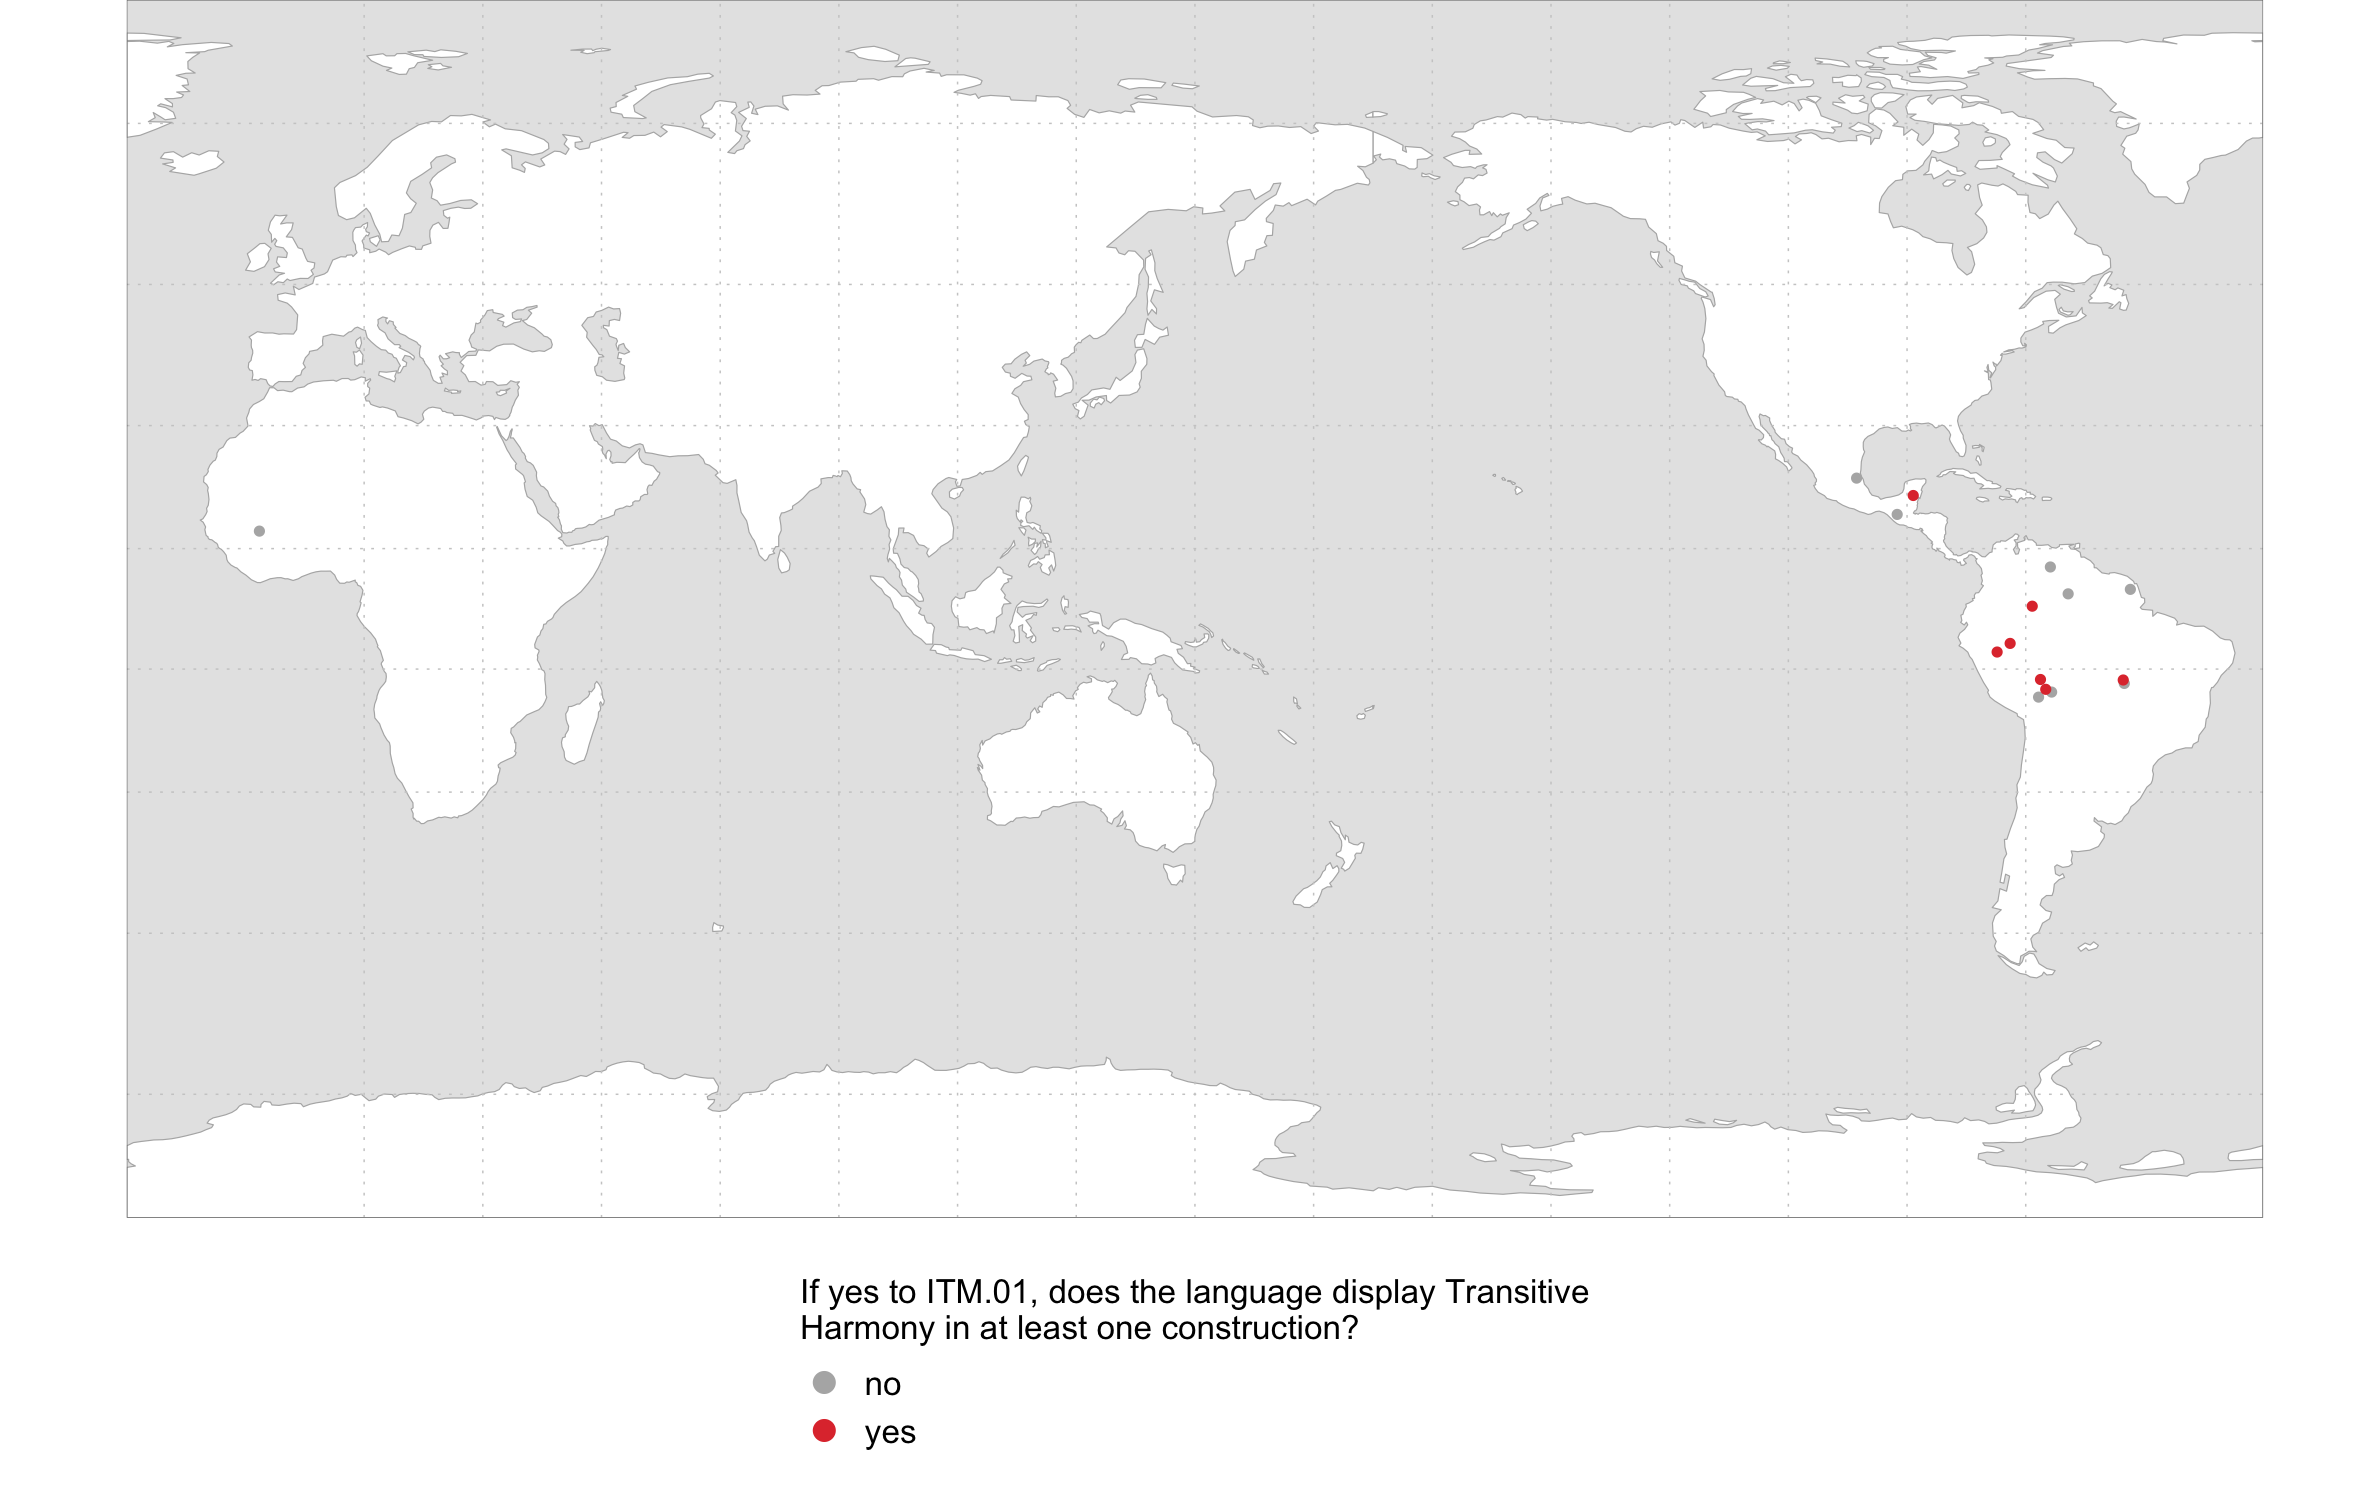 If yes to ITM.01, does the language display Transitive
Harmony in at least one construction?
no
yes